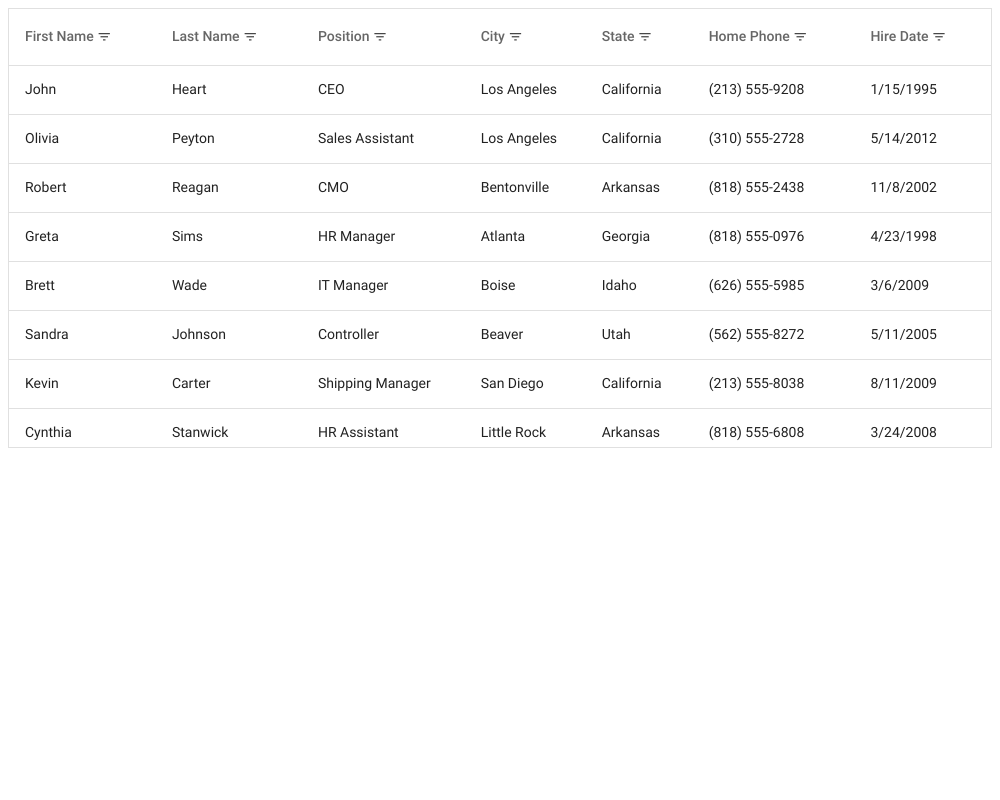 First Name Last Name Position City State Home Phone Hire Date
John Heart CEO Los Angeles California (213) 555-9208 1/15/1995
Olivia Peyton Sales Assistant Los Angeles California (310) 555-2728 5/14/2012
Robert Reagan CMO Bentonville Arkansas (818) 555-2438 11/8/2002
Greta Sims HR Manager Atlanta Georgia (818) 555-0976 4/23/1998
Brett Wade IT Manager Boise Idaho (626) 555-5985 3/6/2009
Sandra Johnson Controller Beaver Utah (562) 555-8272 5/11/2005
Kevin Carter Shipping Manager San Diego California (213) 555-8038 8/11/2009
Cynthia Stanwick HR Assistant Little Rock Arkansas (818) 555-6808 3/24/2008